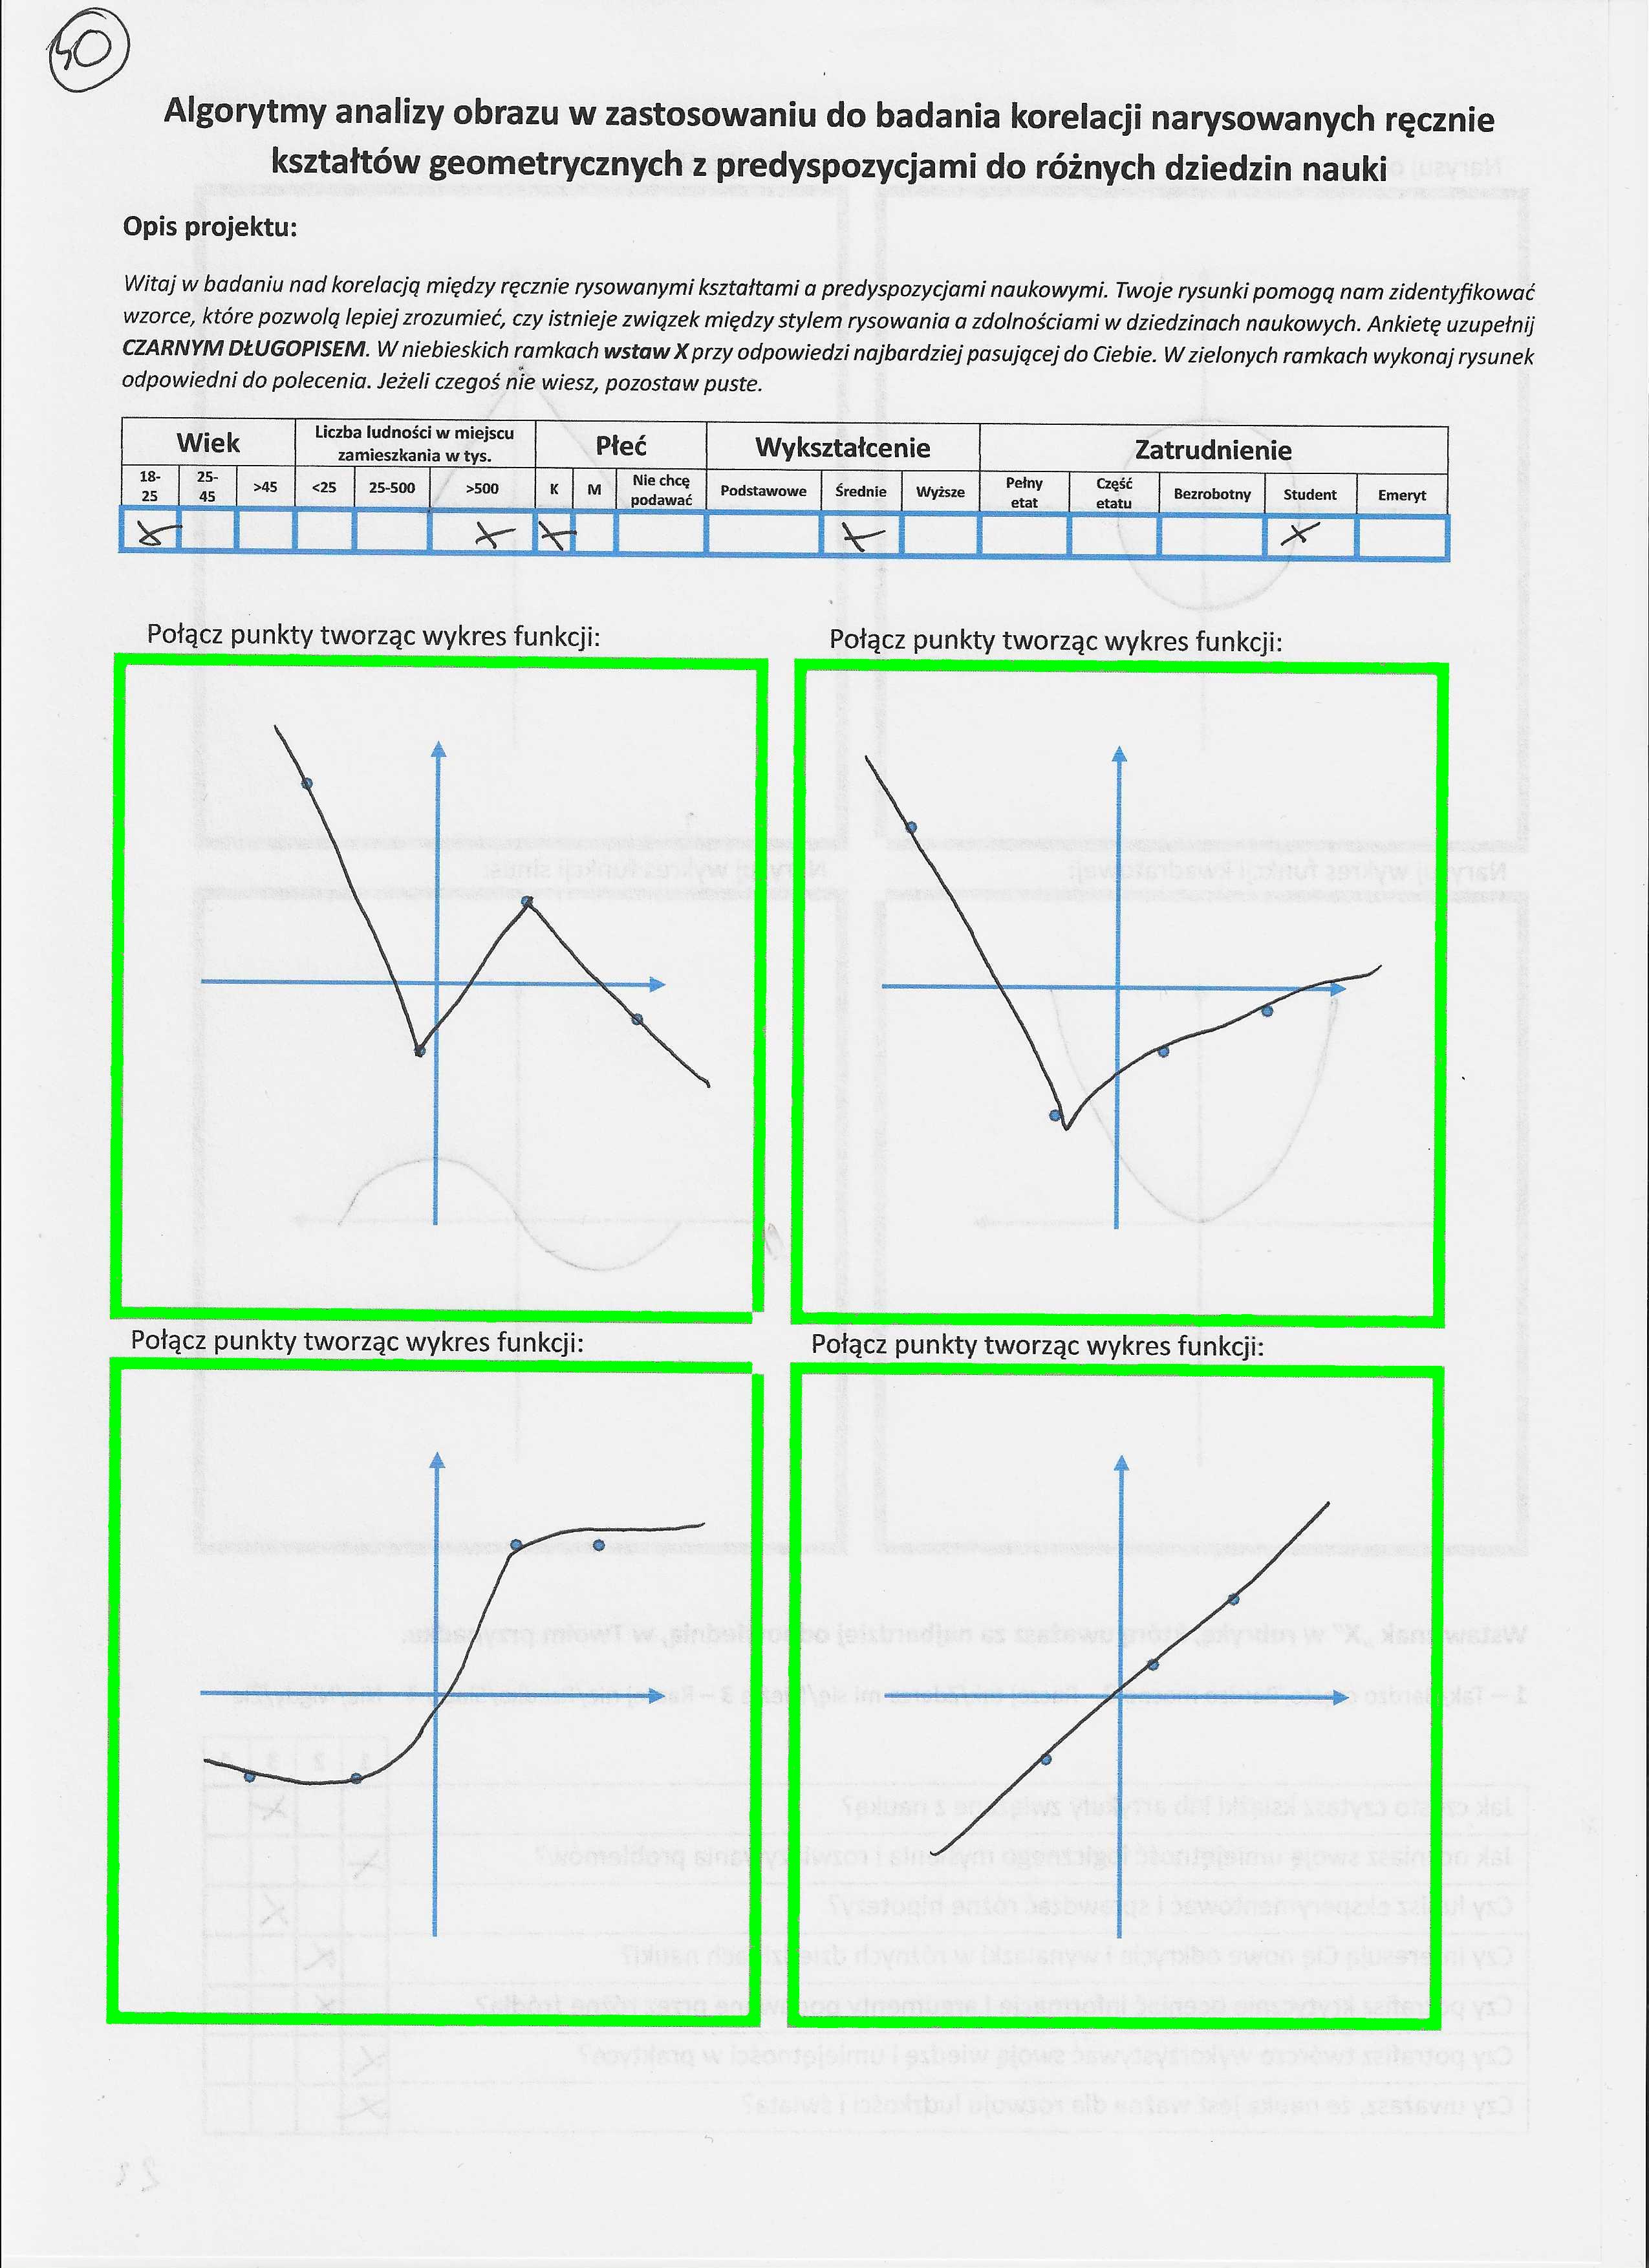 50
Algorytmy analizy obrazu w zastosowaniu do badania korelacji narysowanych ręcznie
kształtów geometrycznych z predyspozycjami do różnych dziedzin nauki
Opis projektu:
Witaj w badaniu nad korelacją między ręcznie rysowanymi kształtami a predyspozycjami naukowymi. Twoje rysunki pomogą nam zidentyfikować
wzorce, które pozwolą lepiej zrozumieć, czy istnieje związek między stylem rysowania a zdolnościami w dziedzinach naukowych. Ankietę uzupełnij
CZARNYM DŁUGOPISEM. W niebieskich ramkach wstaw X przy odpowiedzi najbardziej pasującej do Ciebie. W zielonych ramkach wykonaj rysunek
odpowiedni do polecenia. Jeżeli czegoś nie wiesz, pozostaw puste.
Wiek Liczba ludności w miejscu zamieszkania w tys. Płeć Wykształcenie Zatrudnienie
18-25 25-45 >45 <25 25-500 >500 K M Nie chcę podawać Podstawowe Średnie Wyższe Pełny etat Część etatu Bezrobotny Student Emeryt
X X X X X
Połącz punkty tworząc wykres funkcji: Połącz punkty tworząc wykres funkcji:
Połącz punkty tworząc wykres funkcji: Połącz punkty tworząc wykres funkcji: